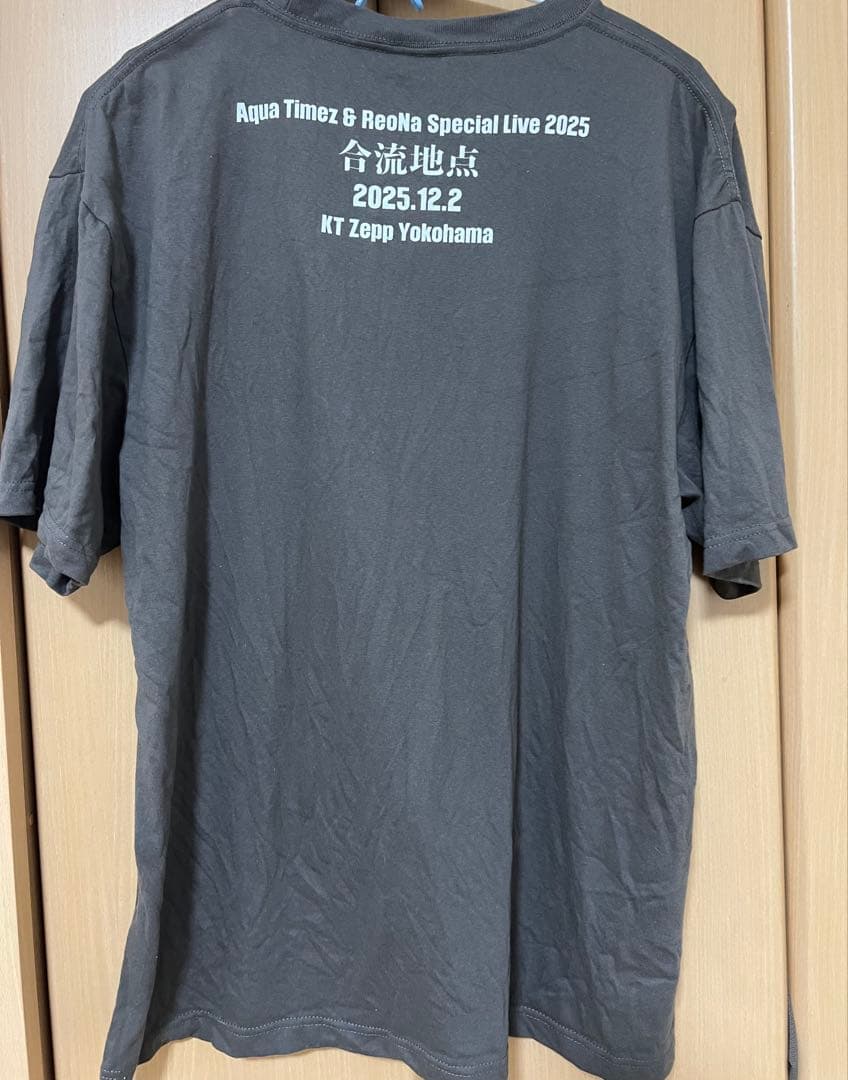 Aqua Timez & ReoNa Special Live 2025
合流地点
2025.12.2
KT Zepp Yokohama